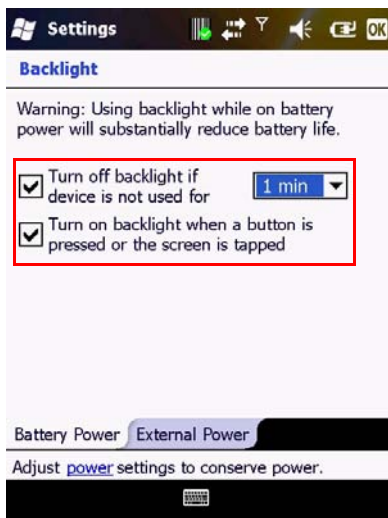 Settings OK
Backlight
Warning: Using backlight while on battery
power will substantially reduce battery life.
Turn off backlight if
device is not used for 1 min
Turn on backlight when a button is
pressed or the screen is tapped
Battery Power External Power
Adjust power settings to conserve power.